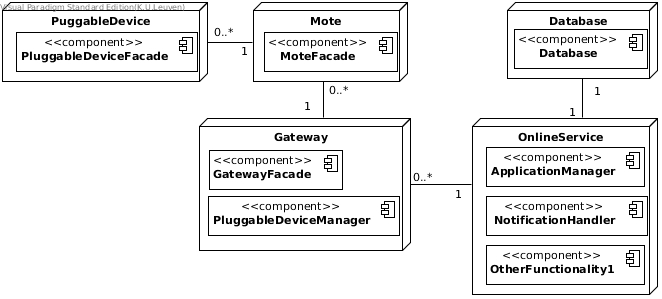 Visual Paradigm Standard Edition(K.U.Leuven)
PuggableDevice
<<component>>
PluggableDeviceFacade
0..*
1
Mote
<<component>>
MoteFacade
0..*
1
Database
<<component>>
Database
1
1
Gateway
<<component>>
GatewayFacade
<<component>>
PluggableDeviceManager
0..*
1
OnlineService
<<component>>
ApplicationManager
<<component>>
NotificationHandler
<<component>>
OtherFunctionality1